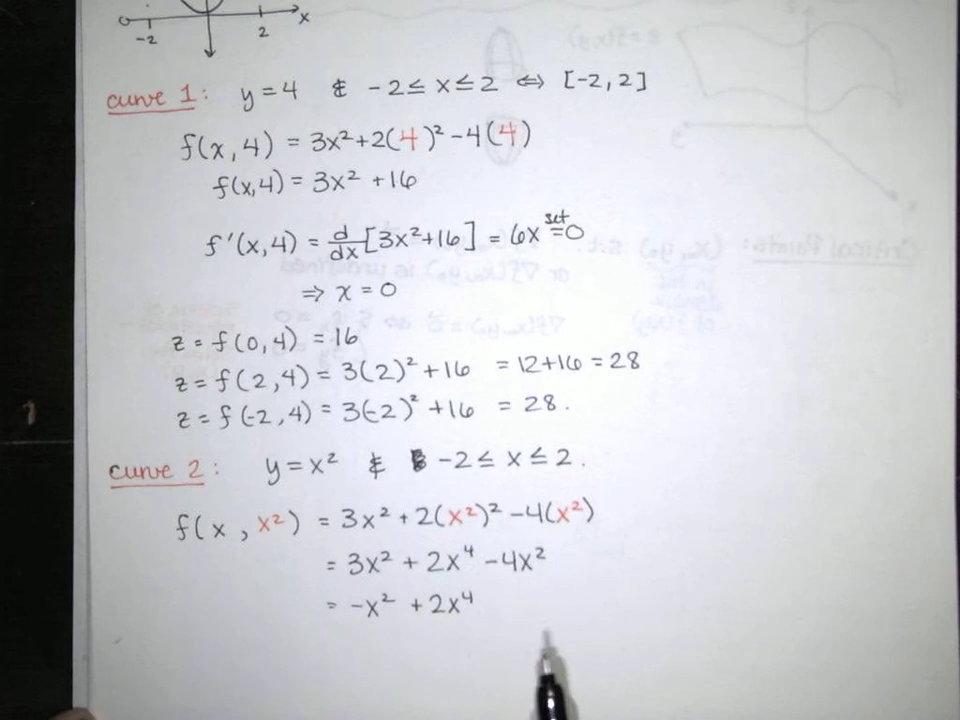 -2 2 x
curve 1: y = 4 & -2 ≤ x ≤ 2 ⇔ [-2, 2]
f(x, 4) = 3x² + 2(4)² - 4(4)
f(x,4) = 3x² + 16
f'(x, 4) = d/dx [3x² + 16] = 6x set = 0
⇒ x = 0
z = f(0, 4) = 16
z = f(2, 4) = 3(2)² + 16 = 12 + 16 = 28
z = f(-2, 4) = 3(-2)² + 16 = 28.
curve 2: y = x² & -2 ≤ x ≤ 2.
f(x, x²) = 3x² + 2(x²)² - 4(x²)
= 3x² + 2x⁴ - 4x²
= -x² + 2x⁴